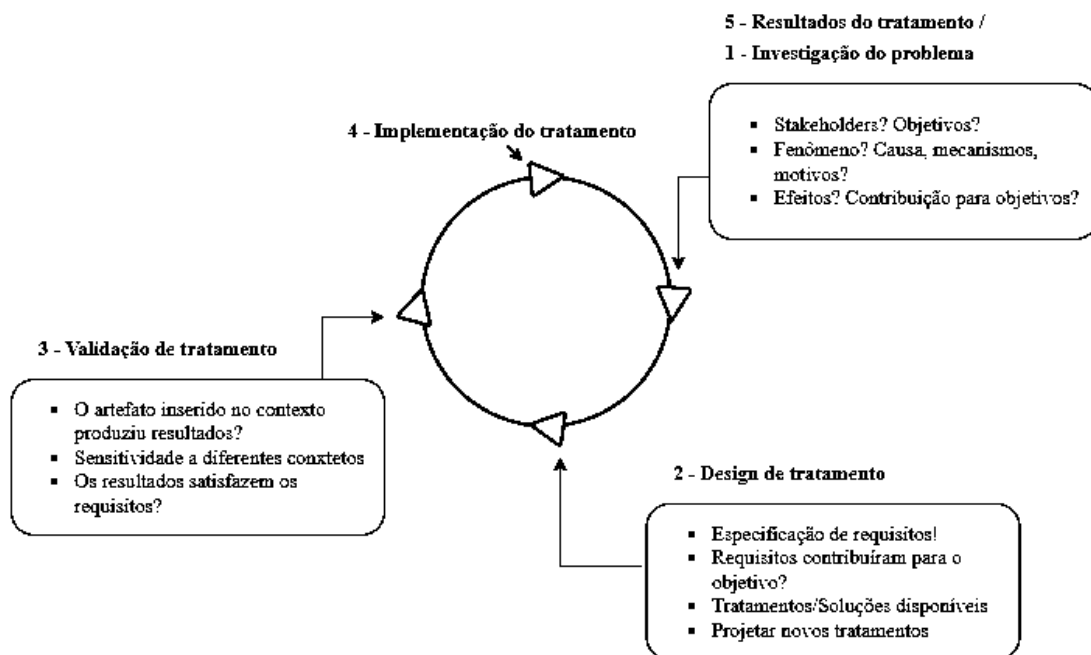 5 - Resultados do tratamento /
1 - Investigação do problema
▪ Stakeholders? Objetivos?
▪ Fenômeno? Causa, mecanismos,
motivos?
▪ Efeitos? Contribuição para objetivos?
4 - Implementação do tratamento
3 - Validação de tratamento
▪ O artefato inserido no contexto
produziu resultados?
▪ Sensitividade a diferentes conxtetos
▪ Os resultados satisfazem os
requisitos?
2 - Design de tratamento
▪ Especificação de requisitos!
▪ Requisitos contribuíram para o
objetivo?
▪ Tratamentos/Soluções disponíveis
▪ Projetar novos tratamentos